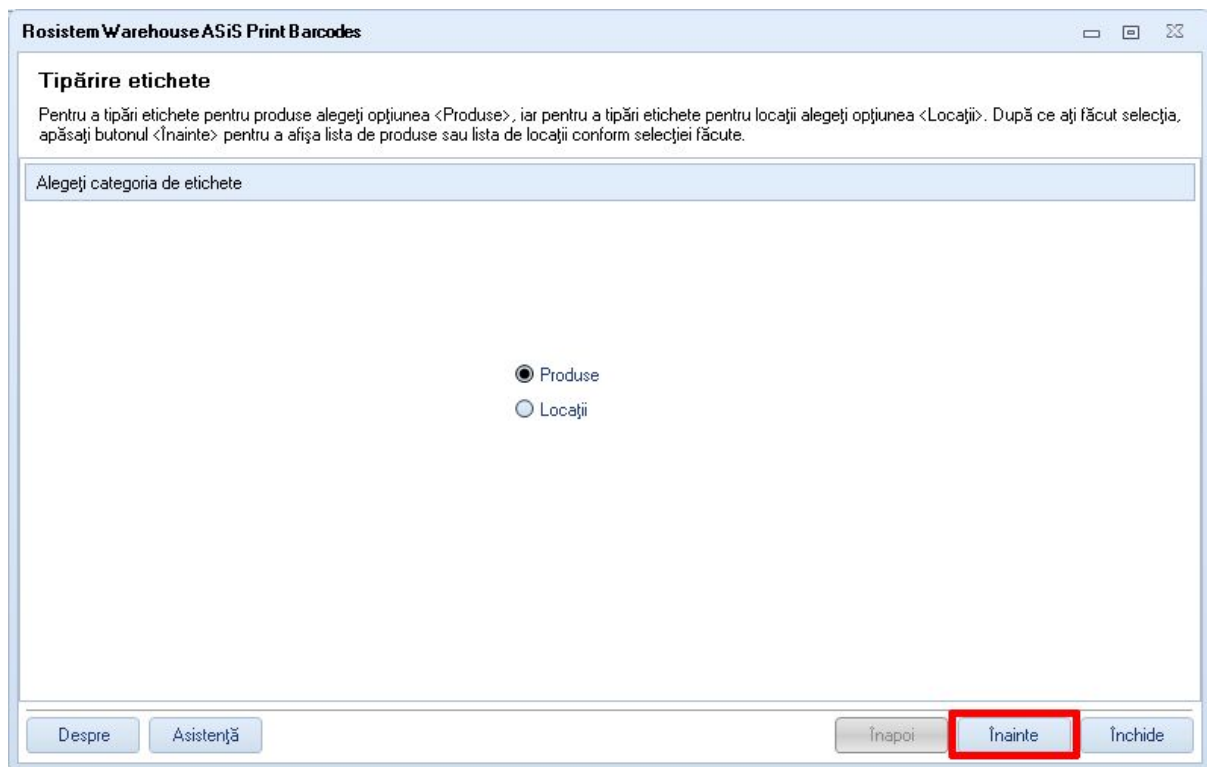 Rosistem Warehouse ASiS Print Barcodes
Tipărire etichete
Pentru a tipări etichete pentru produse alegeţi opţiunea <Produse>, iar pentru a tipări etichete pentru locaţii alegeţi opţiunea <Locaţii>. După ce aţi făcut selecţia,
apăsaţi butonul <Înainte> pentru a afişa lista de produse sau lista de locaţii conform selecţiei făcute.
Alegeţi categoria de etichete
Produse
Locaţii
Despre
Asistenţă
Înapoi
Înainte
Închide